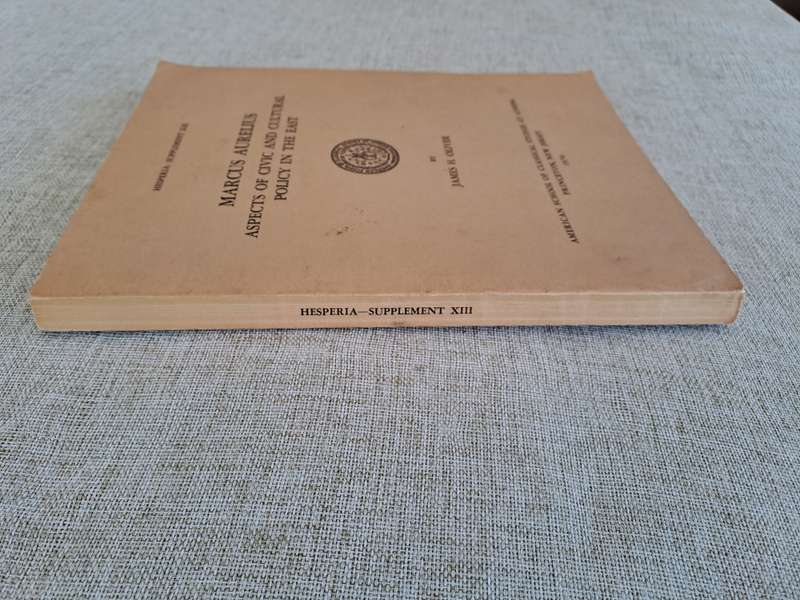 HESPERIA: SUPPLEMENT XIII
MARCUS AURELIUS
ASPECTS OF CIVIC AND CULTURAL
POLICY IN THE EAST
BY
JAMES H. OLIVER
AMERICAN SCHOOL OF CLASSICAL STUDIES AT ATHENS
PRINCETON, NEW JERSEY
1970
HESPERIA—SUPPLEMENT XIII